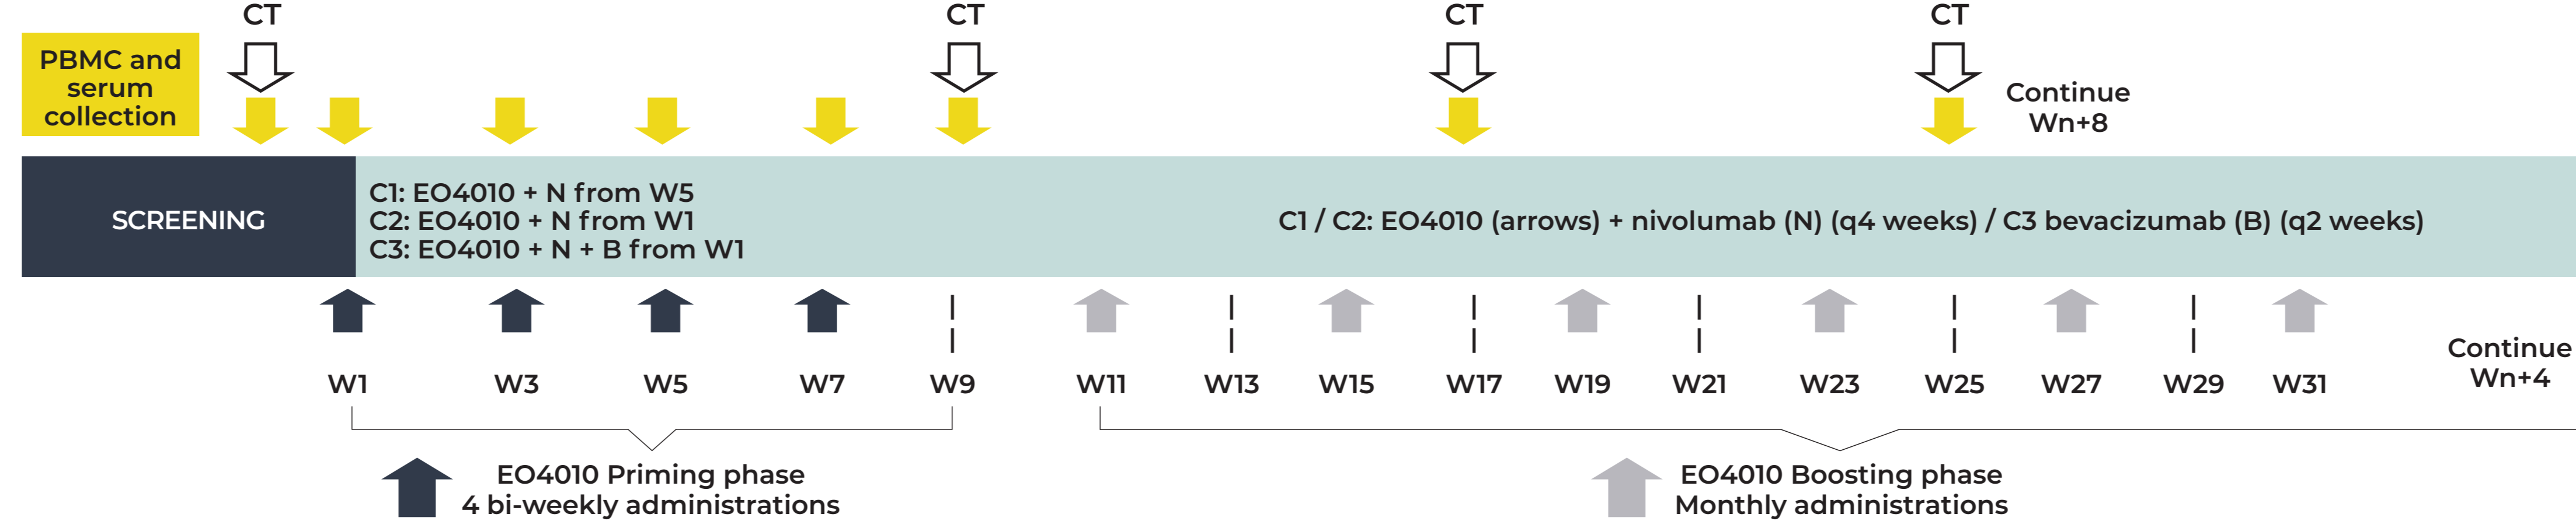 CT
CT
CT
CT
PBMC and
serum
collection
Continue
Wn+8
SCREENING
C1: EO4010 + N from W5
C2: EO4010 + N from W1
C3: EO4010 + N + B from W1
C1 / C2: EO4010 (arrows) + nivolumab (N) (q4 weeks) / C3 bevacizumab (B) (q2 weeks)
W1
W3
W5
W7
W9
W11
W13
W15
W17
W19
W21
W23
W25
W27
W29
W31
Continue
Wn+4
EO4010 Priming phase
4 bi-weekly administrations
EO4010 Boosting phase
Monthly administrations